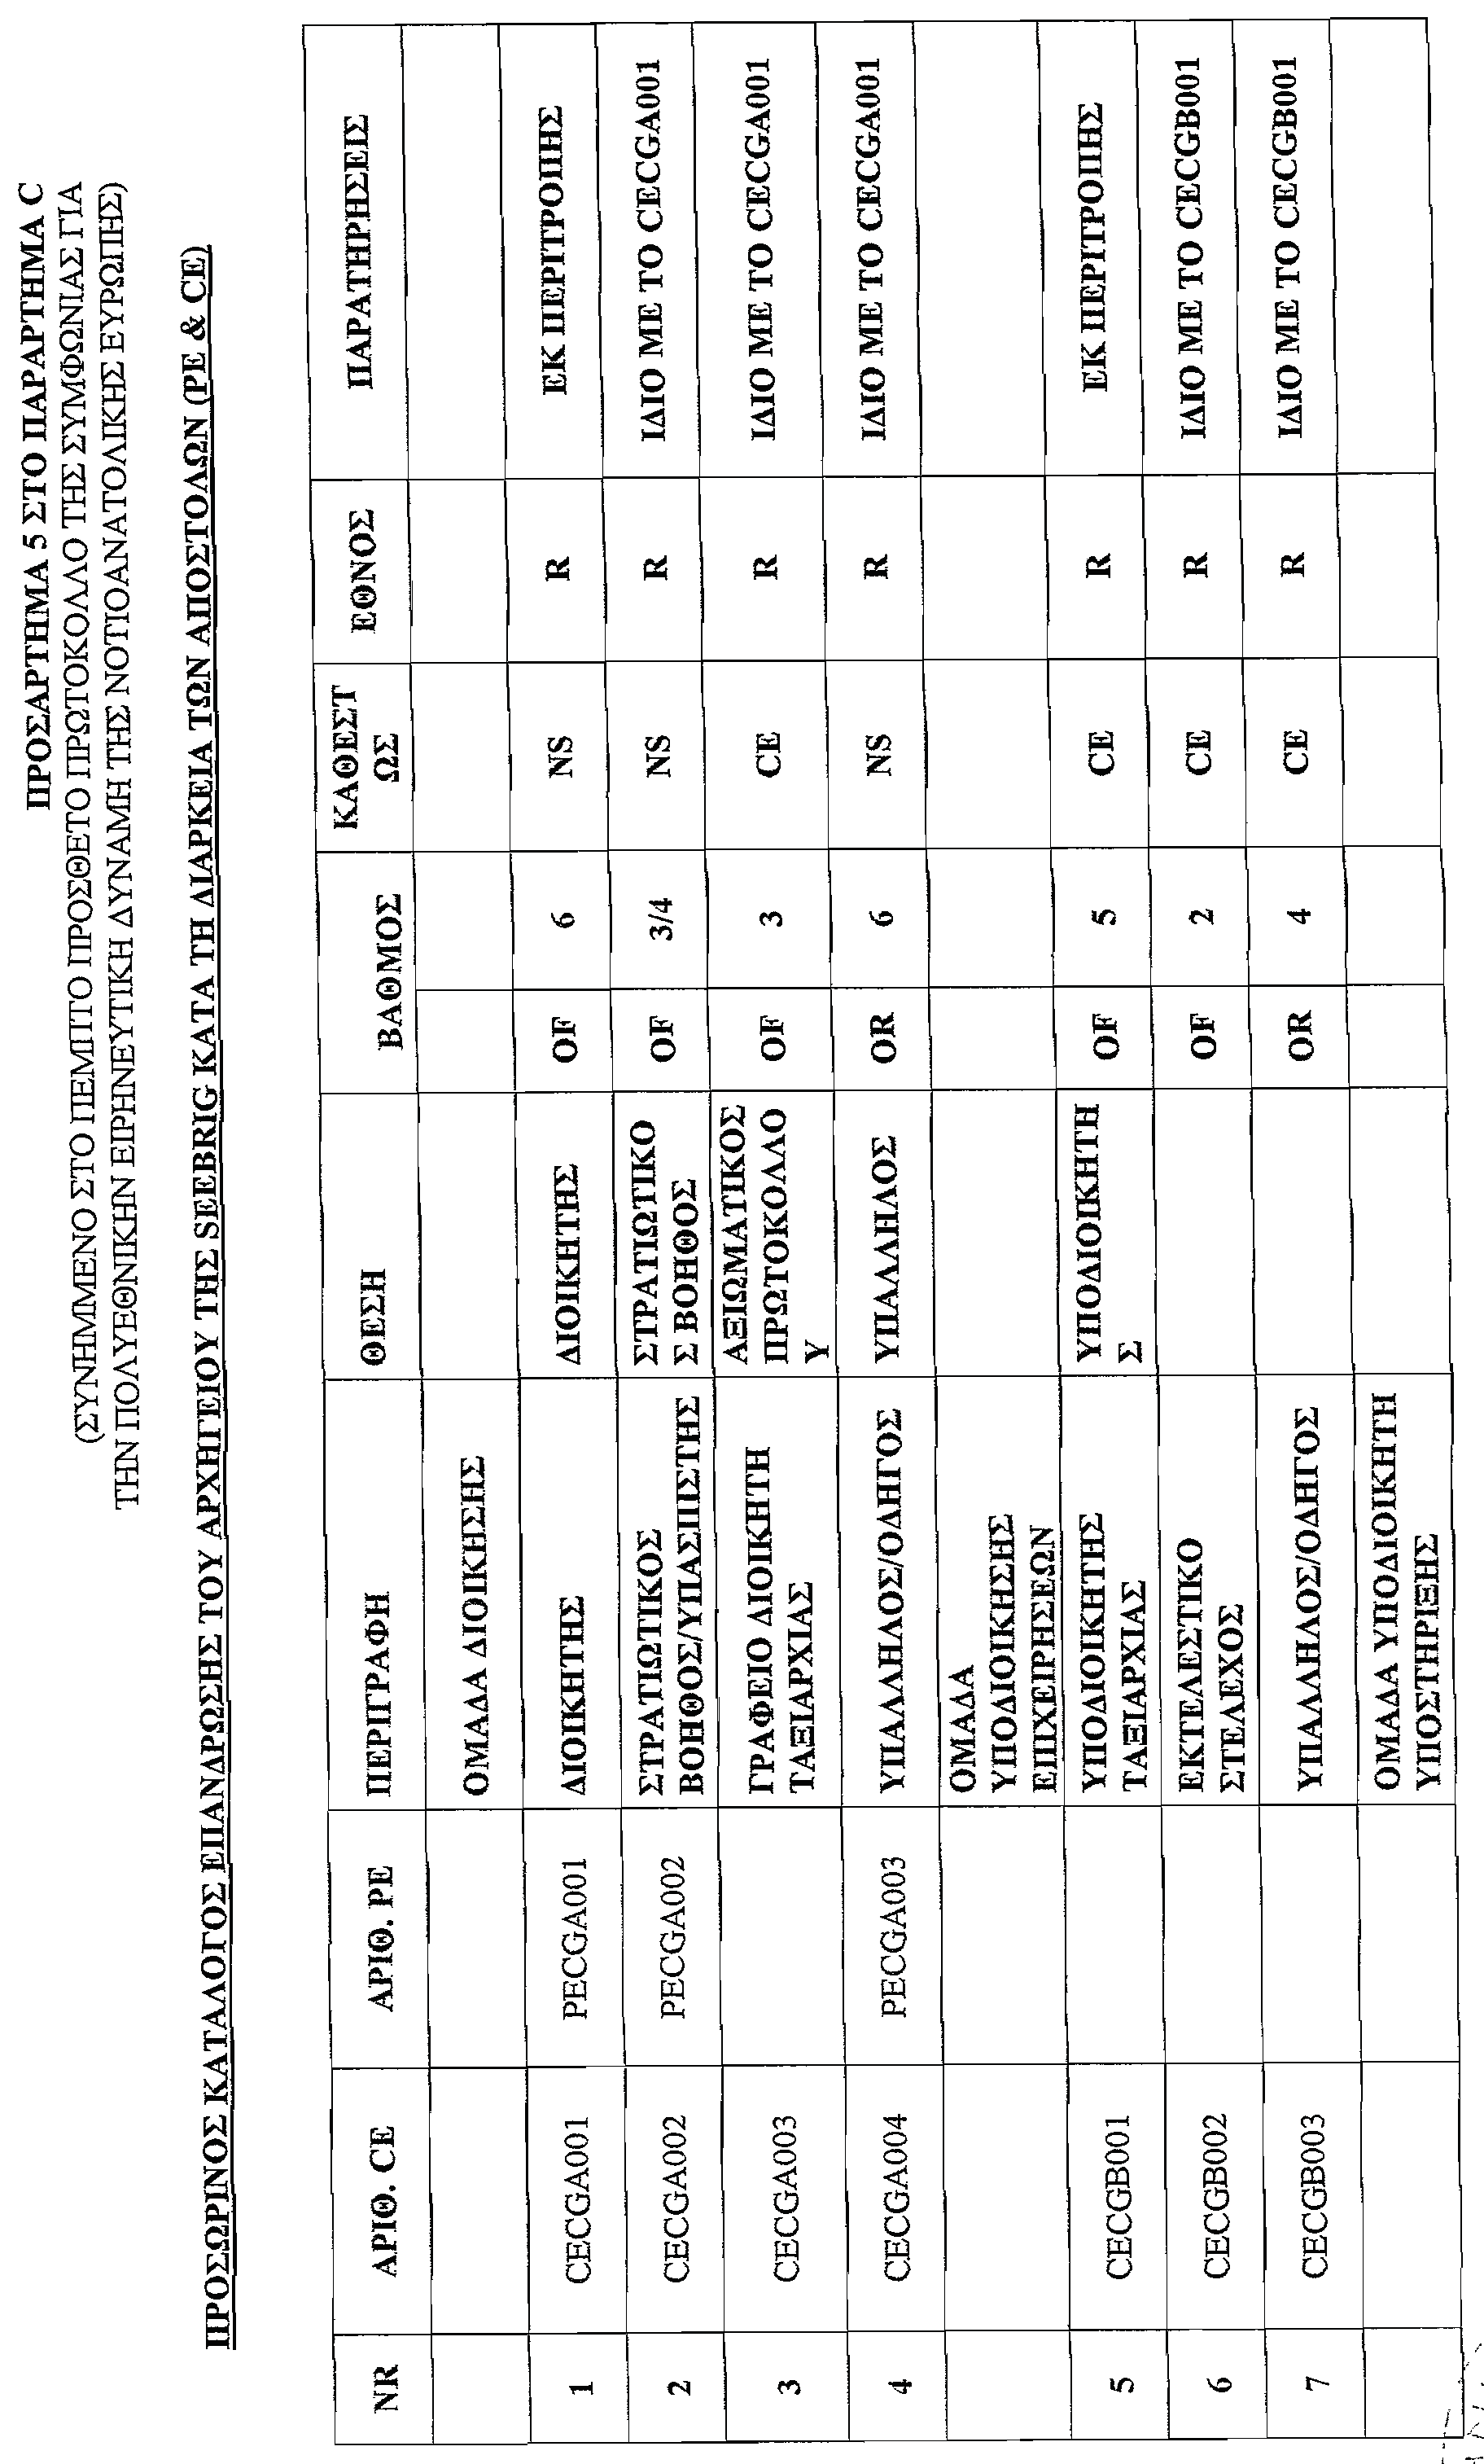 ΠΡΟΣΑΡΤΗΜΑ 5 ΣΤΟ ΠΑΡΑΡΤΗΜΑ C
(ΣΥΝΗΜΜΕΝΟ ΣΤΟ ΠΕΜΠΤΟ ΠΡΟΣΘΕΤΟ ΠΡΩΤΟΚΟΛΛΟ ΤΗΣ ΣΥΜΦΩΝΙΑΣ ΓΙΑ
ΤΗΝ ΠΟΛΥΕΘΝΙΚΗΝ ΕΙΡΗΝΕΥΤΙΚΗ ΔΥΝΑΜΗ ΤΗΣ ΝΟΤΙΟΑΝΑΤΟΛΙΚΗΣ ΕΥΡΩΠΗΣ)
ΠΡΟΣΩΡΙΝΟΣ ΚΑΤΑΛΟΓΟΣ ΕΠΑΝΔΡΩΣΗΣ ΤΟΥ ΑΡΧΗΓΕΙΟΥ ΤΗΣ SEEBRIG ΚΑΤΑ ΤΗ ΔΙΑΡΚΕΙΑ ΤΩΝ ΑΠΟΣΤΟΛΩΝ (PE & CE)
NR ΑΡΙΘ. CE ΑΡΙΘ. PE ΠΕΡΙΓΡΑΦΗ ΘΕΣΗ ΒΑΘΜΟΣ ΚΑΘΕΣΤ ΕΘΝΟΣ ΠΑΡΑΤΗΡΗΣΕΙΣ
ΩΣ
ΟΜΑΔΑ ΔΙΟΙΚΗΣΗΣ
1 CECGA001 PECGA001 ΔΙΟΙΚΗΤΗΣ ΔΙΟΙΚΗΤΗΣ OF 6 NS R ΕΚ ΠΕΡΙΤΡΟΠΗΣ
2 CECGA002 PECGA002 ΣΤΡΑΤΙΩΤΙΚΟΣ ΣΤΡΑΤΙΩΤΙΚΟ OF 3/4 NS R ΙΔΙΟ ΜΕ ΤΟ CECGA001
ΒΟΗΘΟΣ/ΥΠΑΣΠΙΣΤΗΣ Σ ΒΟΗΘΟΣ
3 CECGA003 ΓΡΑΦΕΙΟ ΔΙΟΙΚΗΤΗ ΑΞΙΩΜΑΤΙΚΟΣ OF 3 CE R ΙΔΙΟ ΜΕ ΤΟ CECGA001
ΤΑΞΙΑΡΧΙΑΣ ΠΡΩΤΟΚΟΛΛΟ
Υ
4 CECGA004 PECGA003 ΥΠΑΛΛΗΛΟΣ/ΟΔΗΓΟΣ ΥΠΑΛΛΗΛΟΣ OR 6 NS R ΙΔΙΟ ΜΕ ΤΟ CECGA001
ΟΜΑΔΑ
ΥΠΟΔΙΟΙΚΗΣΗΣ
ΕΠΙΧΕΙΡΗΣΕΩΝ
5 CECGB001 ΥΠΟΔΙΟΙΚΗΤΗΣ ΥΠΟΔΙΟΙΚΗΤΗ OF 5 CE R ΕΚ ΠΕΡΙΤΡΟΠΗΣ
ΤΑΞΙΑΡΧΙΑΣ Σ
6 CECGB002 ΕΚΤΕΛΕΣΤΙΚΟ OF 2 CE R ΙΔΙΟ ΜΕ ΤΟ CECGB001
ΣΤΕΛΕΧΟΣ
7 CECGB003 ΥΠΑΛΛΗΛΟΣ/ΟΔΗΓΟΣ OR 4 CE R ΙΔΙΟ ΜΕ ΤΟ CECGB001
ΟΜΑΔΑ ΥΠΟΔΙΟΙΚΗΤΗ
ΥΠΟΣΤΗΡΙΞΗΣ